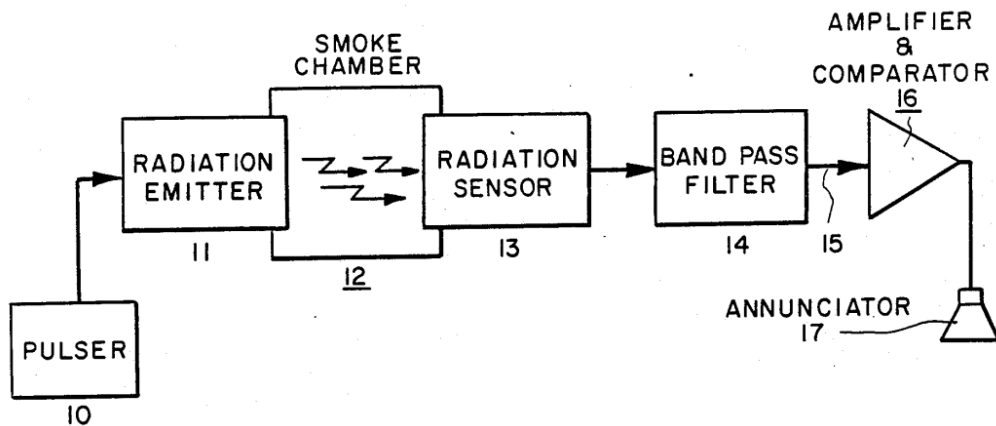 AMPLIFIER
&
COMPARATOR
16
SMOKE
CHAMBER
RADIATION
EMITTER
11
12
RADIATION
SENSOR
13
BAND PASS
FILTER
14
15
PULSER
10
ANNUNCIATOR
17